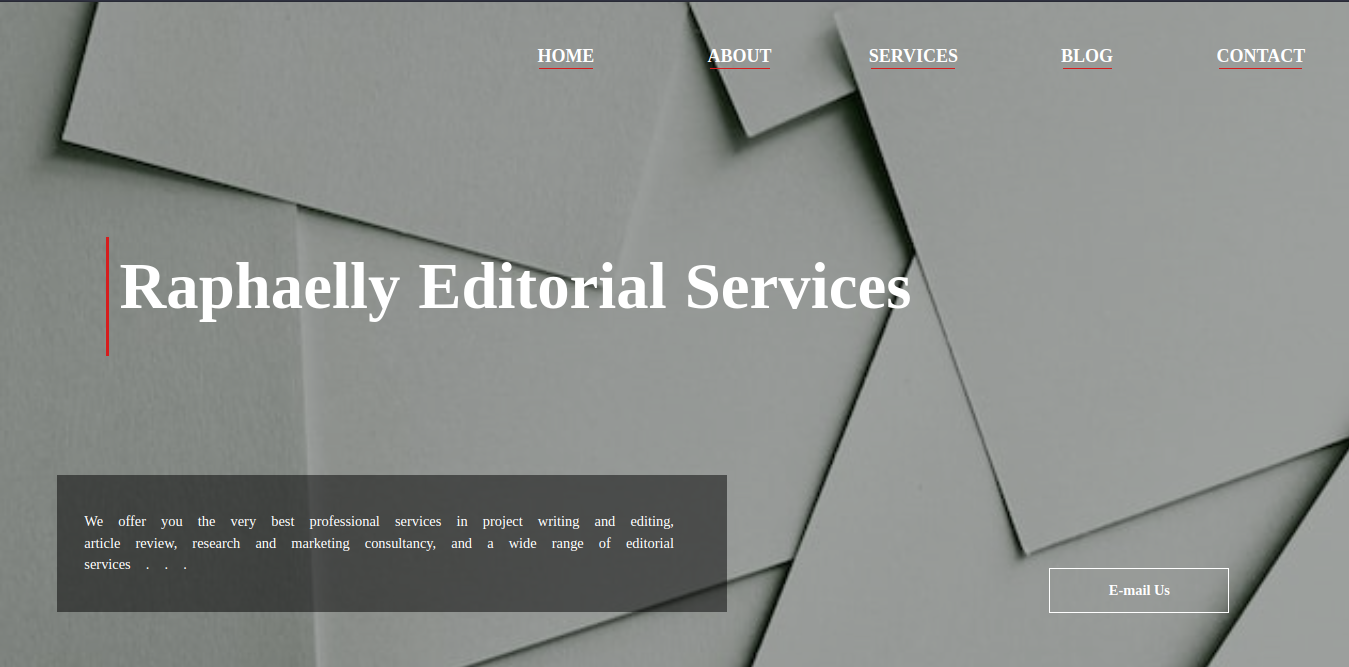 HOME ABOUT SERVICES BLOG CONTACT
Raphaelly Editorial Services
We offer you the very best professional services in project writing and editing,
article review, research and marketing consultancy, and a wide range of editorial
services . . .
E-mail Us